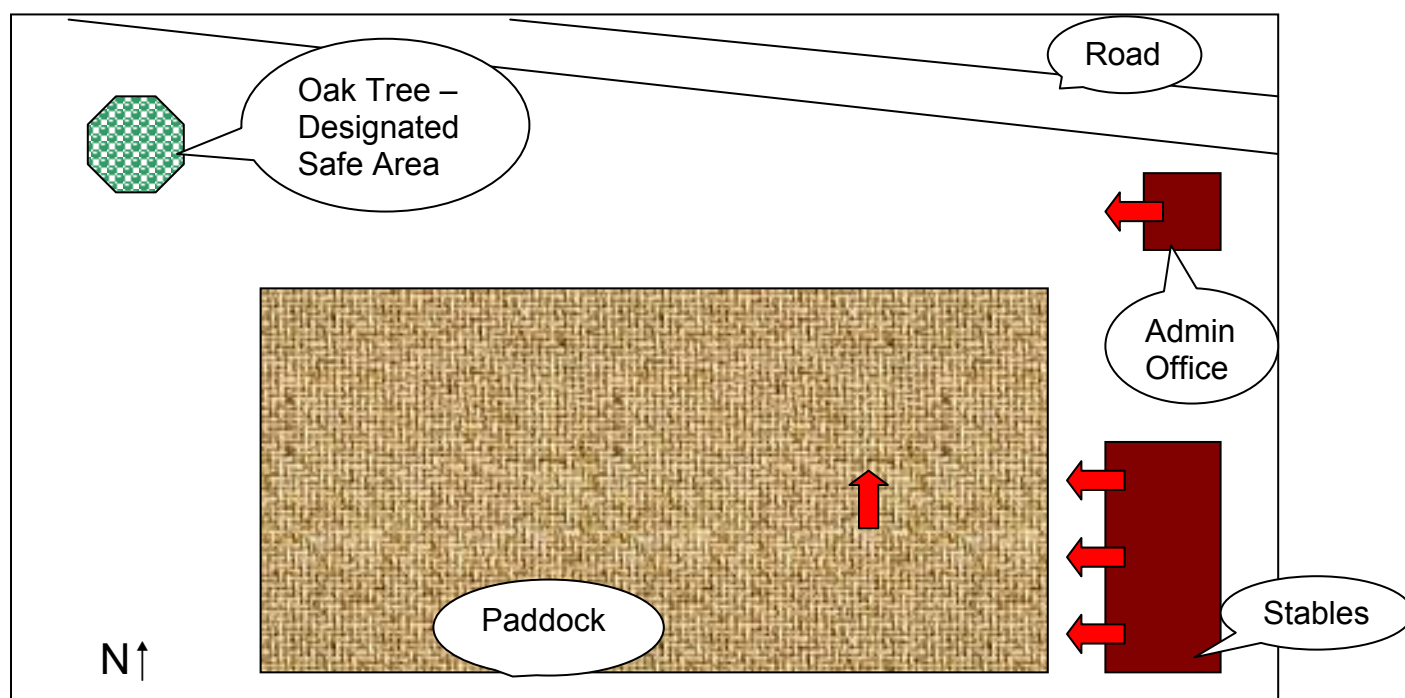 Road
Oak Tree –
Designated
Safe Area
Admin
Office
Paddock
Stables
N